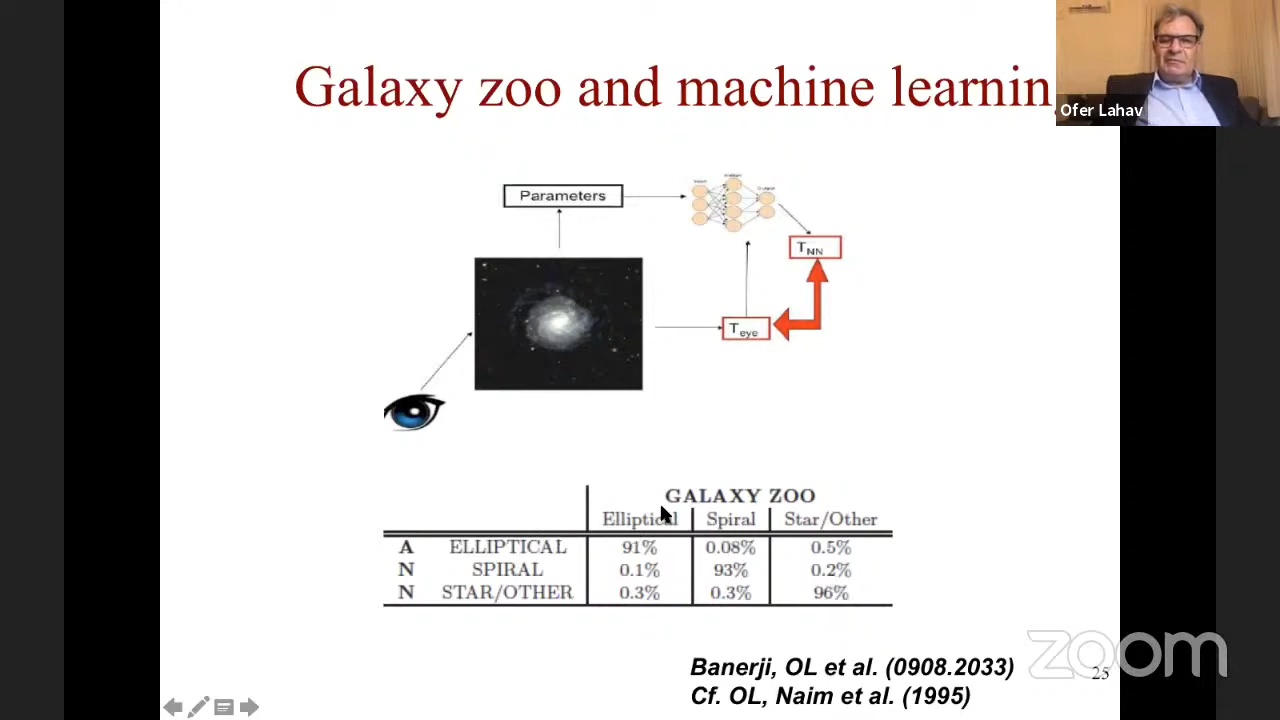 Galaxy zoo and machine learnin
Ofer Lahav
Parameters
T_NN
T_eye
GALAXY ZOO
Elliptical Spiral Star/Other
A ELLIPTICAL 91% 0.08% 0.5%
N SPIRAL 0.1% 93% 0.2%
N STAR/OTHER 0.3% 0.3% 96%
Banerji, OL et al. (0908.2033)
Cf. OL, Naim et al. (1995)
25
zoom